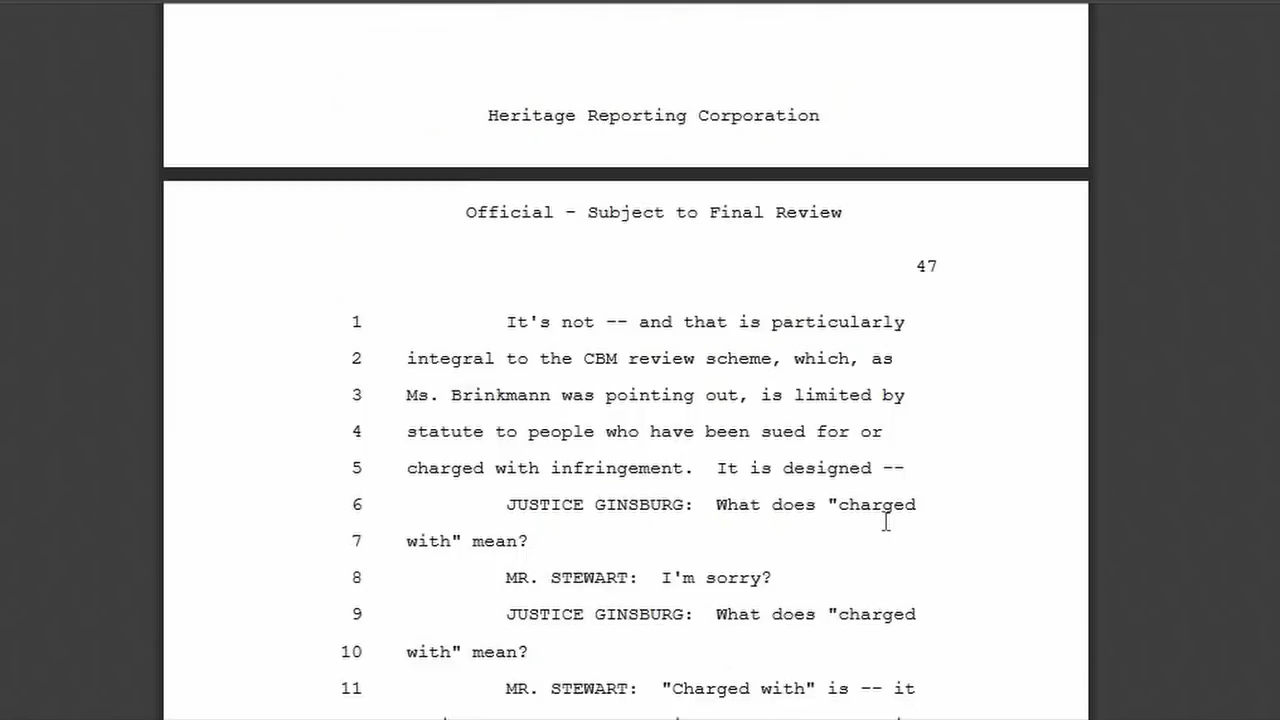 Heritage Reporting Corporation
Official - Subject to Final Review
47
1 It's not -- and that is particularly
2 integral to the CBM review scheme, which, as
3 Ms. Brinkmann was pointing out, is limited by
4 statute to people who have been sued for or
5 charged with infringement. It is designed --
6 JUSTICE GINSBURG: What does "charged
7 with" mean?
8 MR. STEWART: I'm sorry?
9 JUSTICE GINSBURG: What does "charged
10 with" mean?
11 MR. STEWART: "Charged with" is -- it